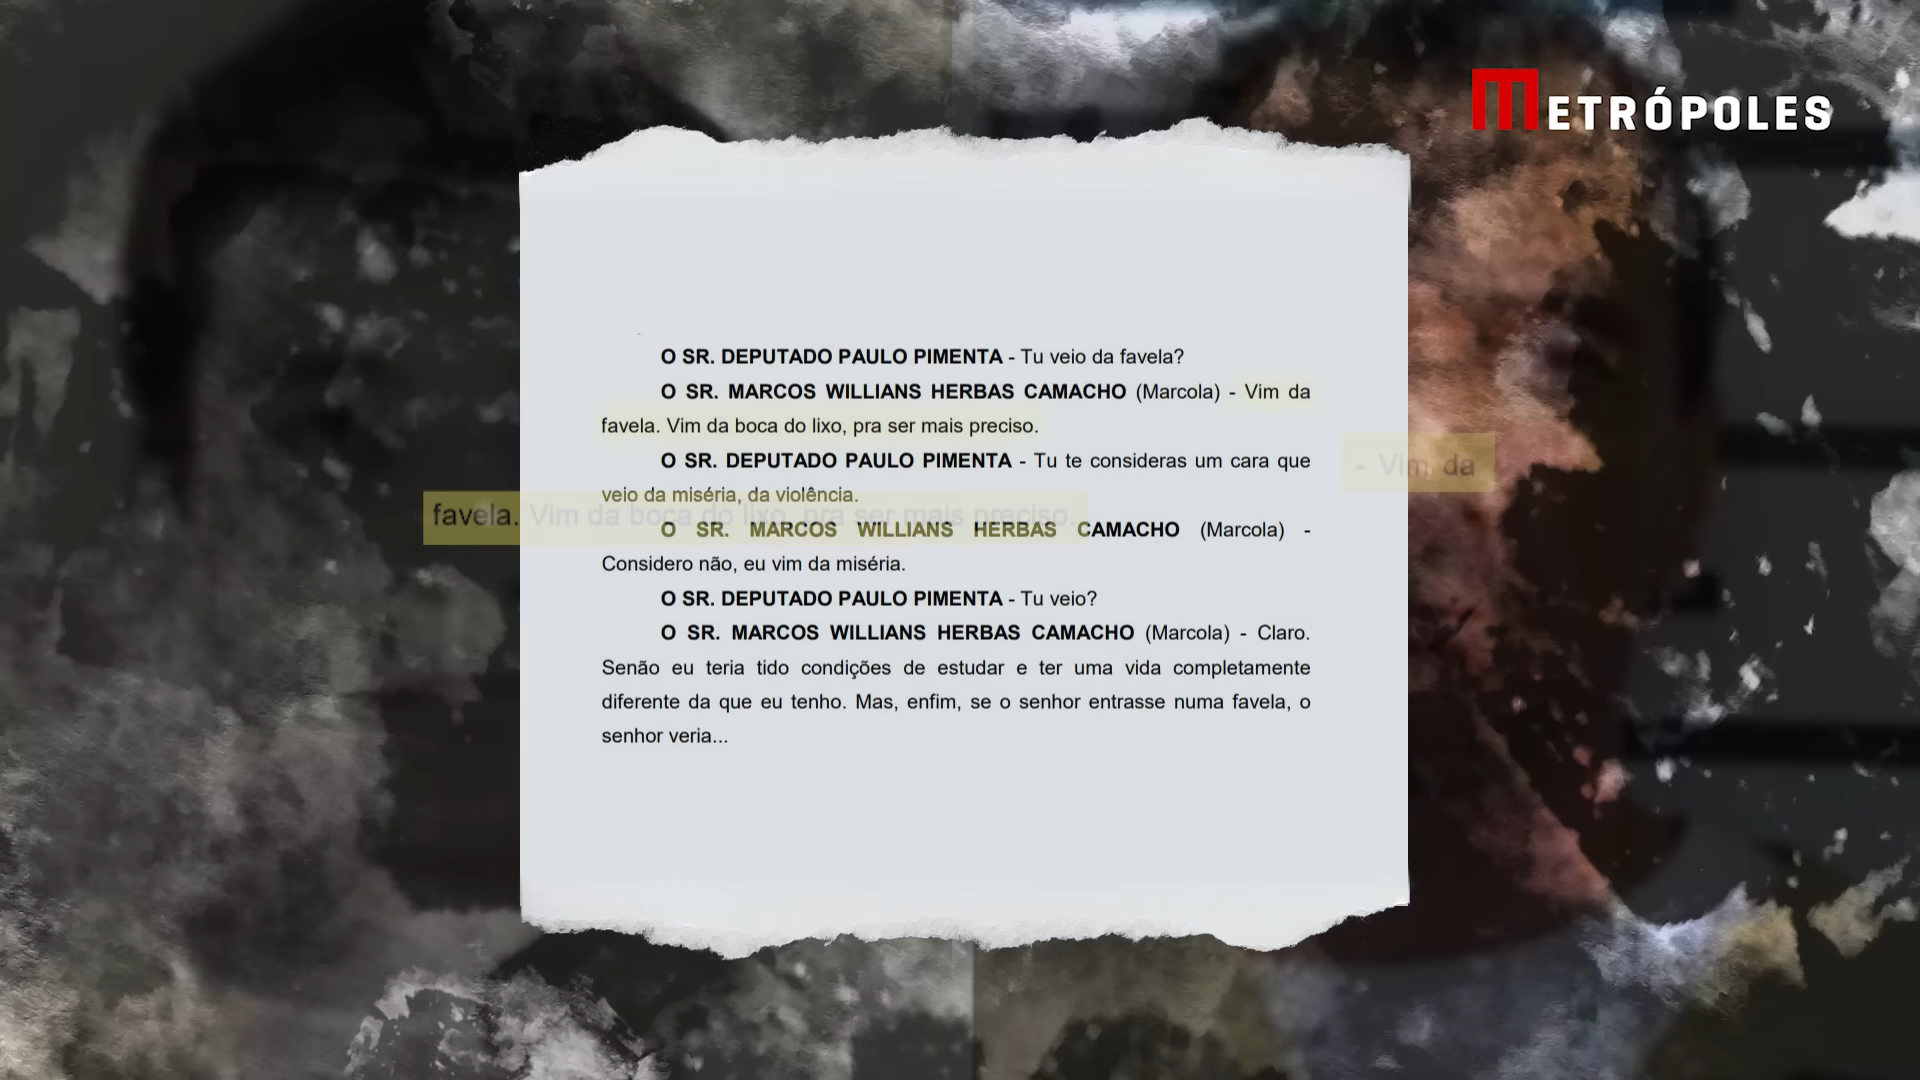 METRÓPOLES
O SR. DEPUTADO PAULO PIMENTA - Tu veio da favela?
O SR. MARCOS WILLIANS HERBAS CAMACHO (Marcola) - Vim da
favela. Vim da boca do lixo, pra ser mais preciso.
O SR. DEPUTADO PAULO PIMENTA - Tu te consideras um cara que
veio da miséria, da violência.
O SR. MARCOS WILLIANS HERBAS CAMACHO (Marcola) -
Considero não, eu vim da miséria.
O SR. DEPUTADO PAULO PIMENTA - Tu veio?
O SR. MARCOS WILLIANS HERBAS CAMACHO (Marcola) - Claro.
Senão eu teria tido condições de estudar e ter uma vida completamente
diferente da que eu tenho. Mas, enfim, se o senhor entrasse numa favela, o
senhor veria...
- Vim da
favela. Vim da boca do lixo, pra ser mais preciso.